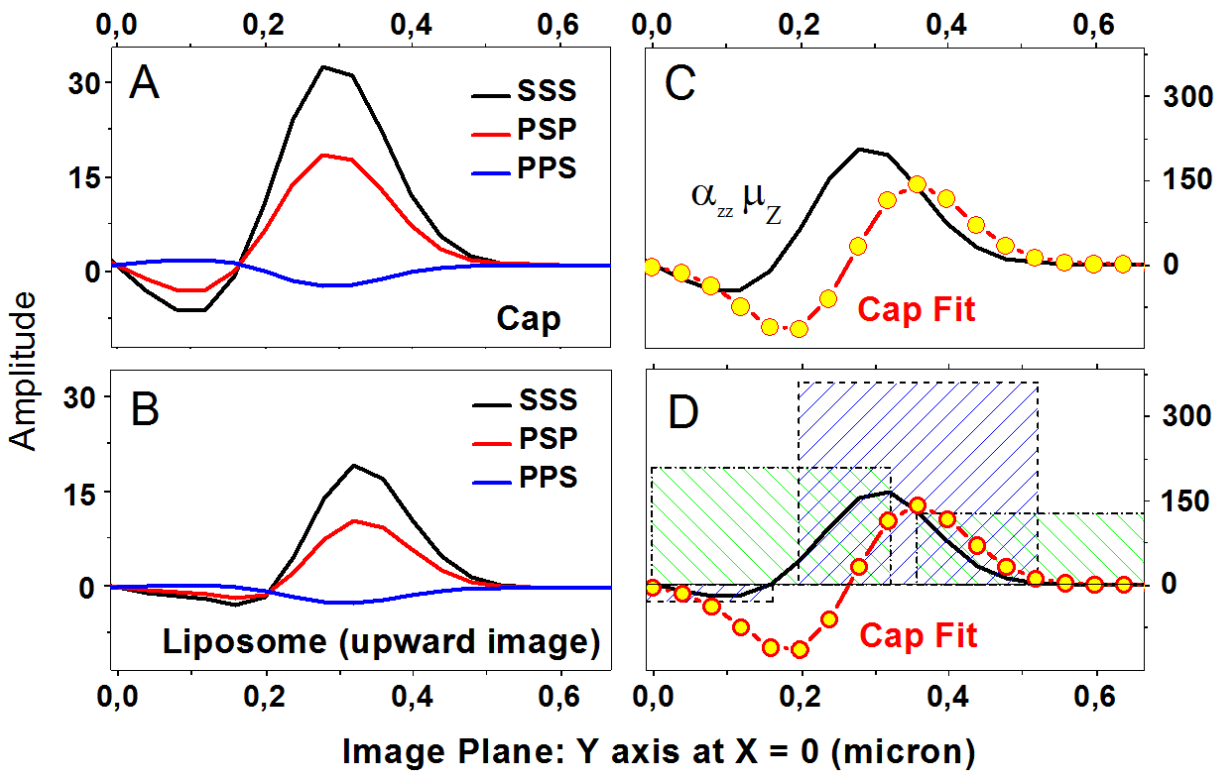 0,0 0,2 0,4 0,6 0,0 0,2 0,4 0,6
A
SSS
PSP
PPS
30
15
0
Cap
C
300
150
0
αzz μZ
Cap Fit
Amplitude
B
SSS
PSP
PPS
30
15
0
Liposome (upward image)
D
300
150
0
Cap Fit
0,0 0,2 0,4 0,6 0,0 0,2 0,4 0,6
Image Plane: Y axis at X = 0 (micron)